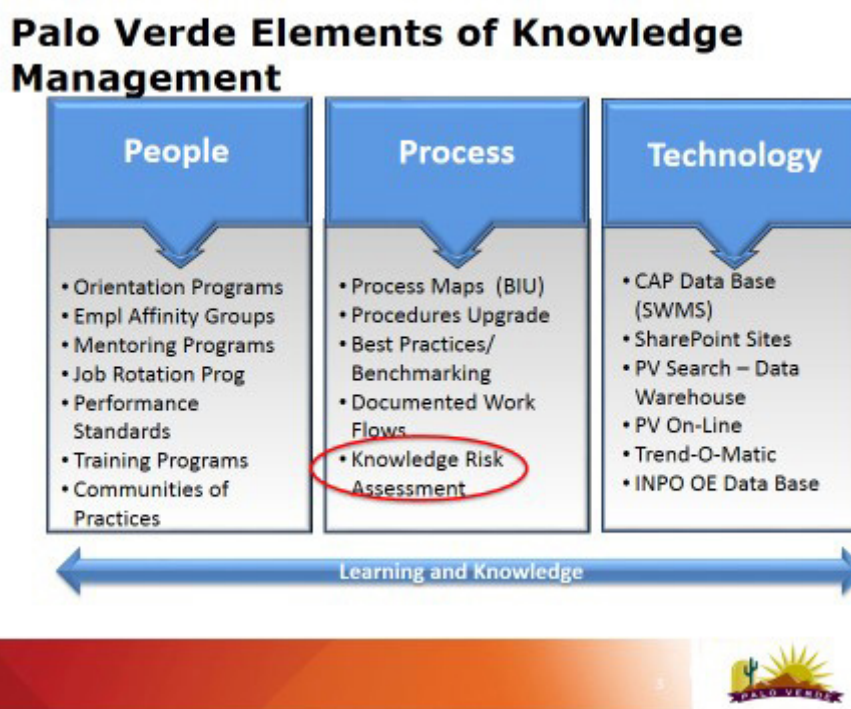 Palo Verde Elements of Knowledge
Management
People
• Orientation Programs
• Empl Affinity Groups
• Mentoring Programs
• Job Rotation Prog
• Performance
Standards
• Training Programs
• Communities of
Practices
Process
• Process Maps (BIU)
• Procedures Upgrade
• Best Practices/
Benchmarking
• Documented Work
Flows
• Knowledge Risk
Assessment
Technology
• CAP Data Base
(SWMS)
• SharePoint Sites
• PV Search – Data
Warehouse
• PV On-Line
• Trend-O-Matic
• INPO OE Data Base
Learning and Knowledge
PALO VERDE